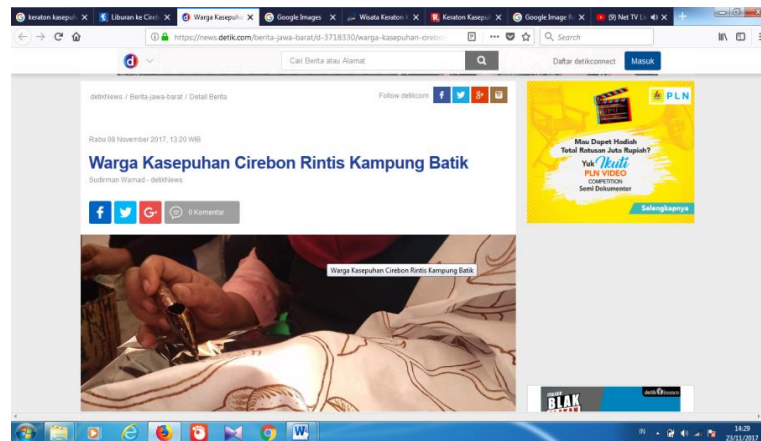 keraton kasepuh
Liburan ke Cireb
Warga Kasepuha
Google Images
Wisata Keraton K
Keraton Kasepuh
Google Image R
(9) Net TV L
https://news.detik.com/berita-jawa-barat/d-3718330/warga-kasepuhan-cirebon
Search
d
Cari Berita atau Alamat
Daftar detikconnect
Masuk
detikNews / Berita-jawa-barat / Detail Berita
Follow detikcom
Rabu 08 November 2017, 13:20 WIB
Warga Kasepuhan Cirebon Rintis Kampung Batik
Sudirman Wamad - detikNews
0 Komentar
Warga Kasepuhan Cirebon Rintis Kampung Batik
PLN
Mau Dapet Hadiah
Total Ratusan Juta Rupiah?
Yuk Ikuti
PLN VIDEO
COMPETITION
Semi Dokumenter
Selengkapnya
BLAK
detikfinance
IN
14:29
23/11/2017